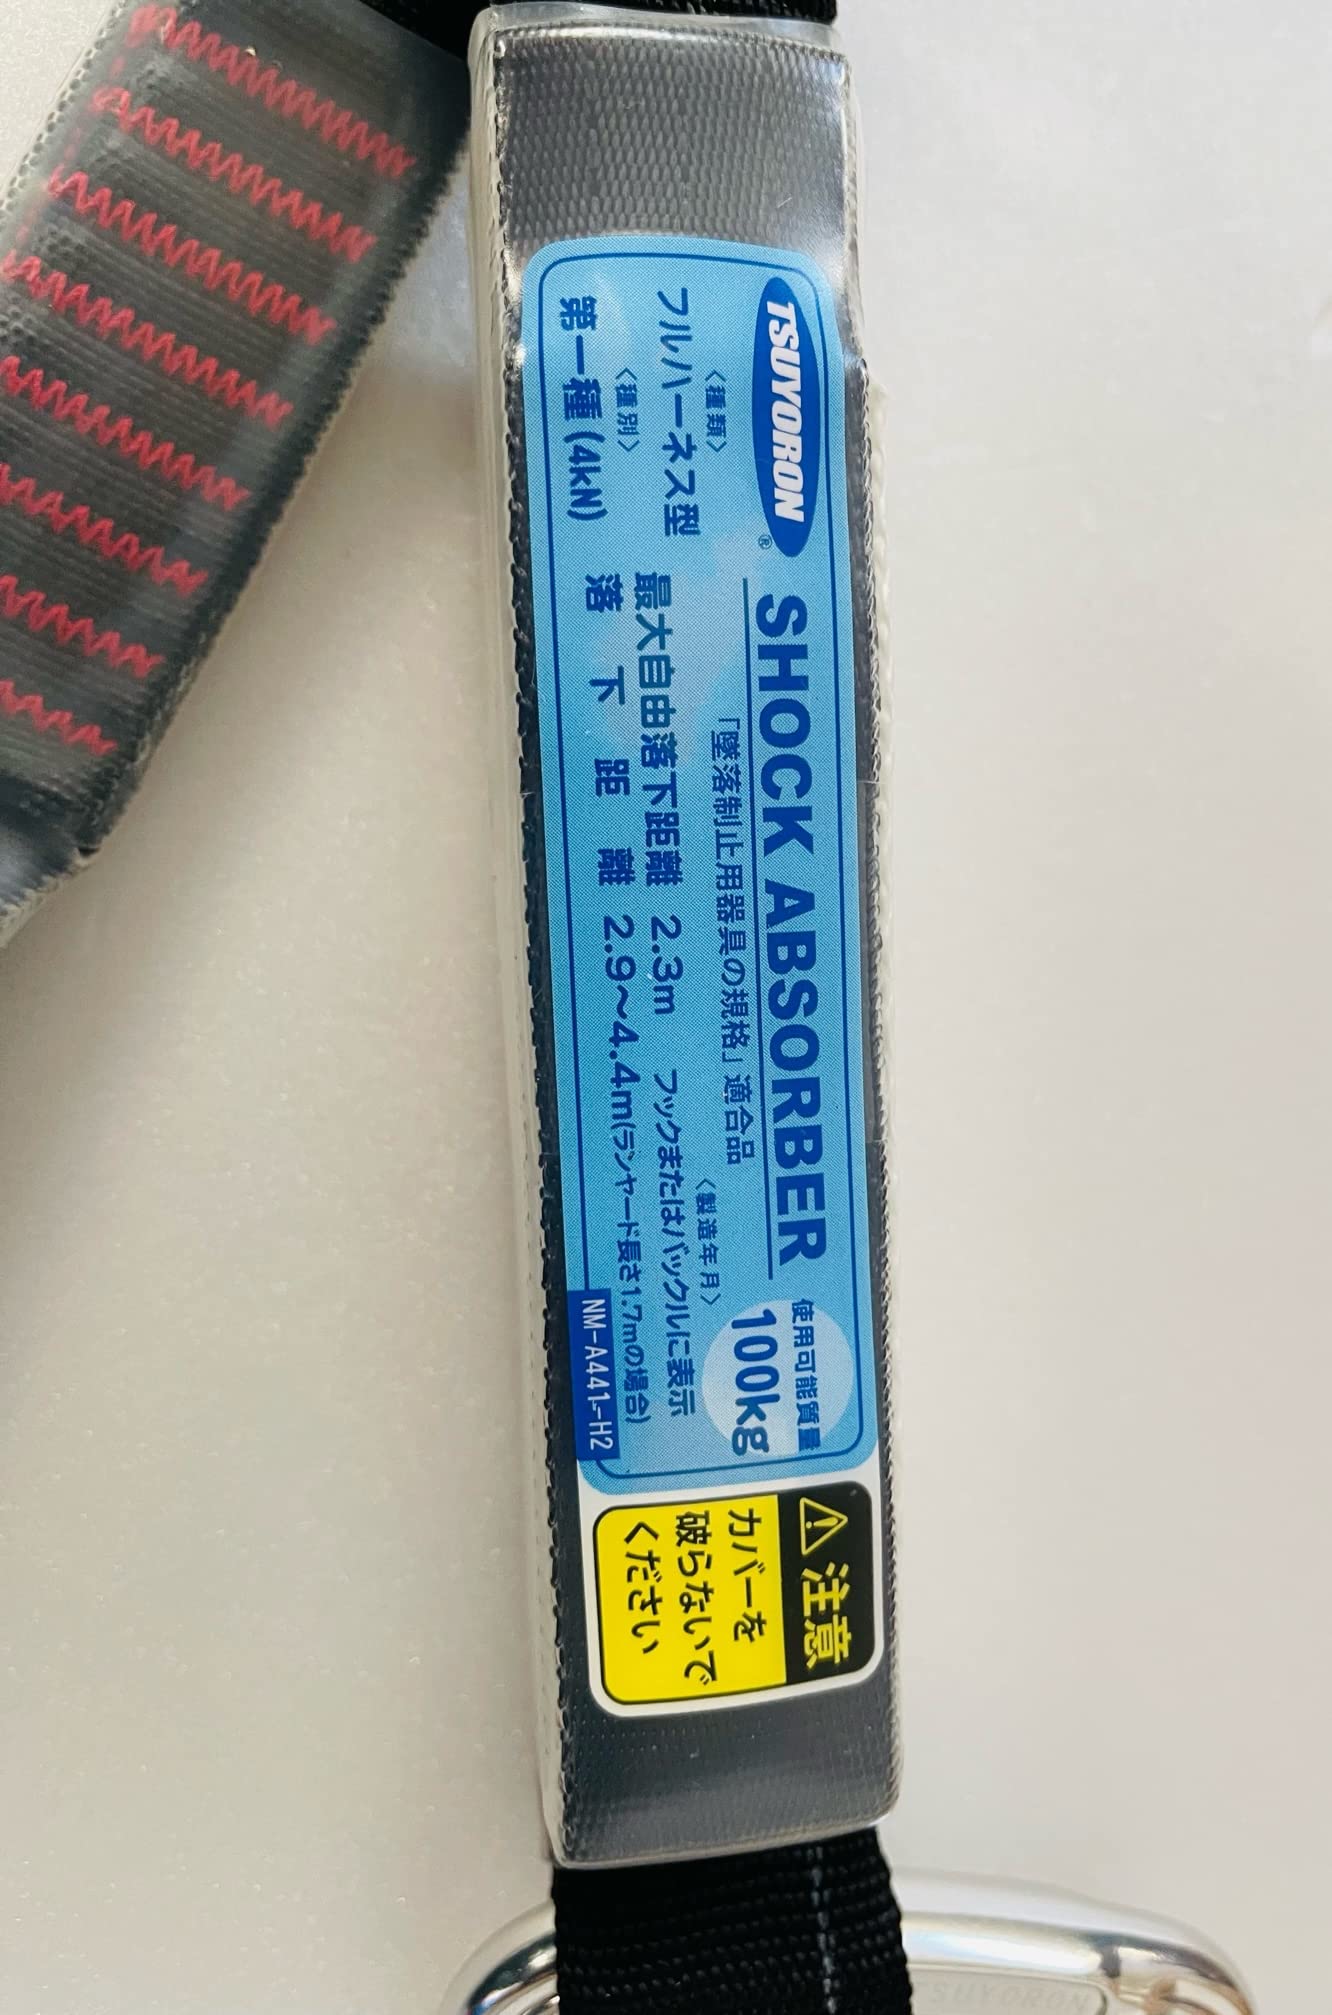 TSUYORON®
SHOCK ABSORBER
使用可能質量
100kg
「墜落制止用器具の規格」適合品
〈種類〉
フルハーネス型
〈種別〉
第一種(4kN)
最大自由落下距離 2.3m
落下距離 2.9～4.4m(ランヤード長さ1.7mの場合)
〈製造年月〉
フックまたはバックルに表示
NM-A441-H2
⚠注意
カバーを
破らないで
ください
TSUYORON